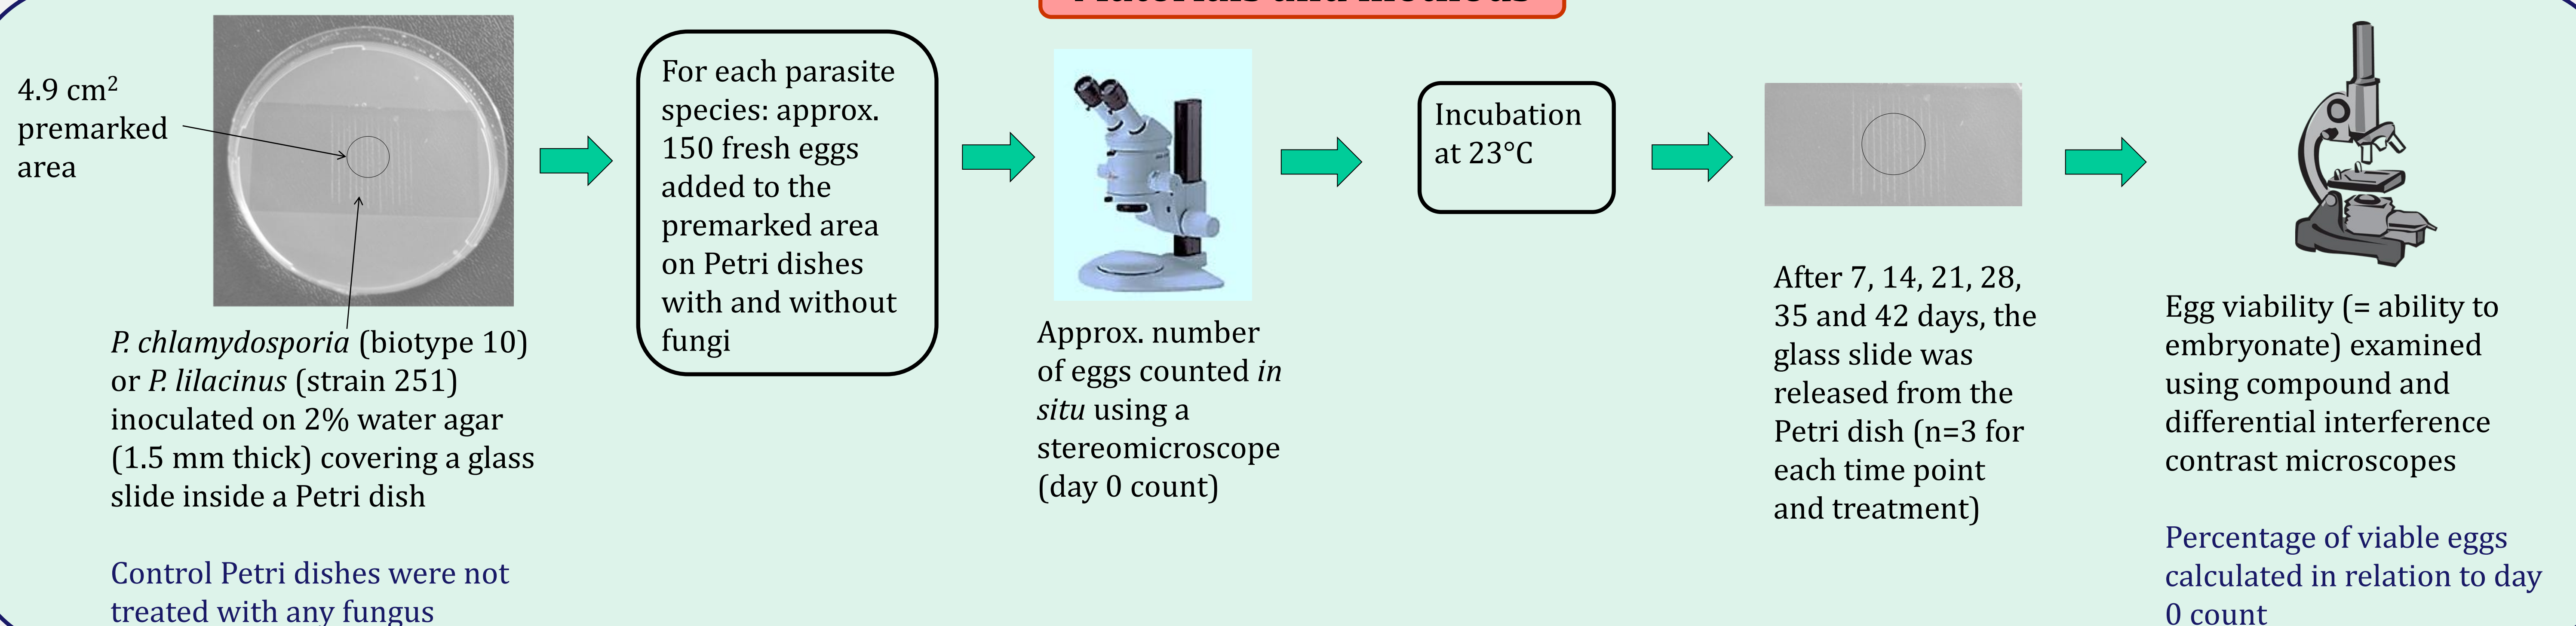 Materials and methods
4.9 cm²
premarked
area
P. chlamydosporia (biotype 10)
or P. lilacinus (strain 251)
inoculated on 2% water agar
(1.5 mm thick) covering a glass
slide inside a Petri dish
Control Petri dishes were not
treated with any fungus
For each parasite
species: approx.
150 fresh eggs
added to the
premarked area
on Petri dishes
with and without
fungi
Approx. number
of eggs counted in
situ using a
stereomicroscope
(day 0 count)
Incubation
at 23°C
After 7, 14, 21, 28,
35 and 42 days, the
glass slide was
released from the
Petri dish (n=3 for
each time point
and treatment)
Egg viability (= ability to
embryonate) examined
using compound and
differential interference
contrast microscopes
Percentage of viable eggs
calculated in relation to day
0 count